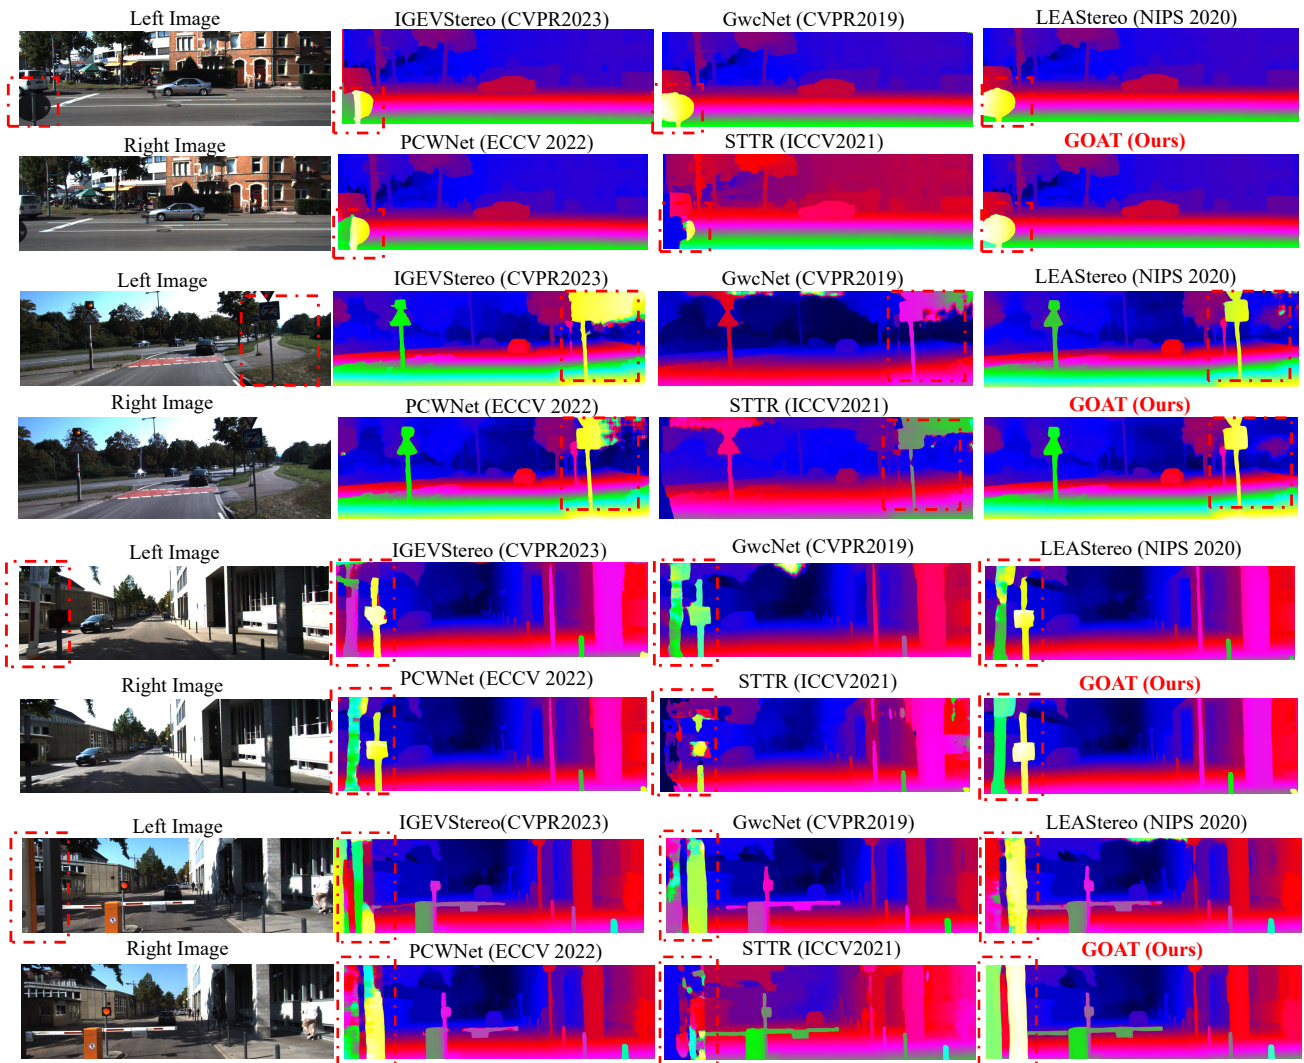 Left Image
IGEVStereo (CVPR2023)
GwcNet (CVPR2019)
LEAStereo (NIPS 2020)
Right Image
PCWNet (ECCV 2022)
STTR (ICCV2021)
GOAT (Ours)
Left Image
IGEVStereo (CVPR2023)
GwcNet (CVPR2019)
LEAStereo (NIPS 2020)
Right Image
PCWNet (ECCV 2022)
STTR (ICCV2021)
GOAT (Ours)
Left Image
IGEVStereo (CVPR2023)
GwcNet (CVPR2019)
LEAStereo (NIPS 2020)
Right Image
PCWNet (ECCV 2022)
STTR (ICCV2021)
GOAT (Ours)
Left Image
IGEVStereo(CVPR2023)
GwcNet (CVPR2019)
LEAStereo (NIPS 2020)
Right Image
PCWNet (ECCV 2022)
STTR (ICCV2021)
GOAT (Ours)